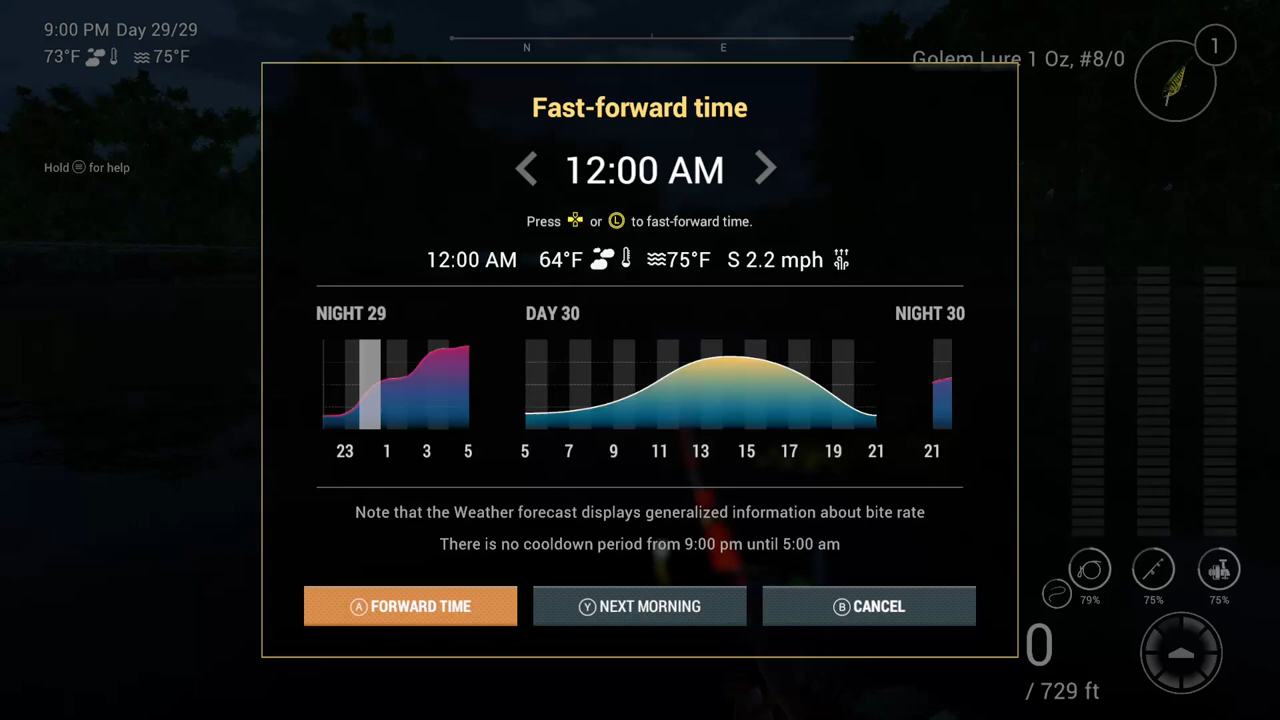 9:00 PM Day 29/29
73°F 75°F
N E
Golem Lure 1 Oz, #8/0
1
Hold for help
Fast-forward time
12:00 AM
Press or L to fast-forward time.
12:00 AM 64°F 75°F S 2.2 mph
NIGHT 29 DAY 30 NIGHT 30
23 1 3 5 5 7 9 11 13 15 17 19 21 21
Note that the Weather forecast displays generalized information about bite rate
There is no cooldown period from 9:00 pm until 5:00 am
A FORWARD TIME Y NEXT MORNING B CANCEL
79% 75% 75%
0
/ 729 ft